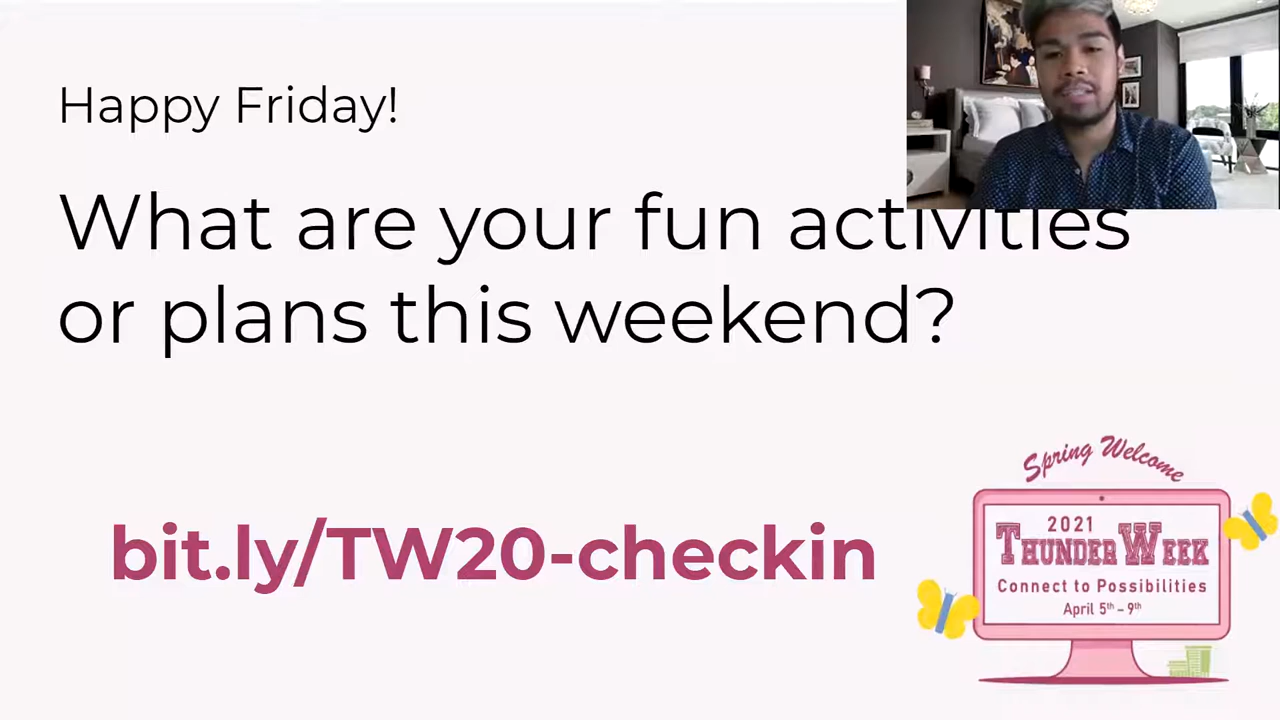 Happy Friday!
What are your fun activities
or plans this weekend?
bit.ly/TW20-checkin
Spring Welcome
2021
THUNDER WEEK
Connect to Possibilities
April 5th – 9th